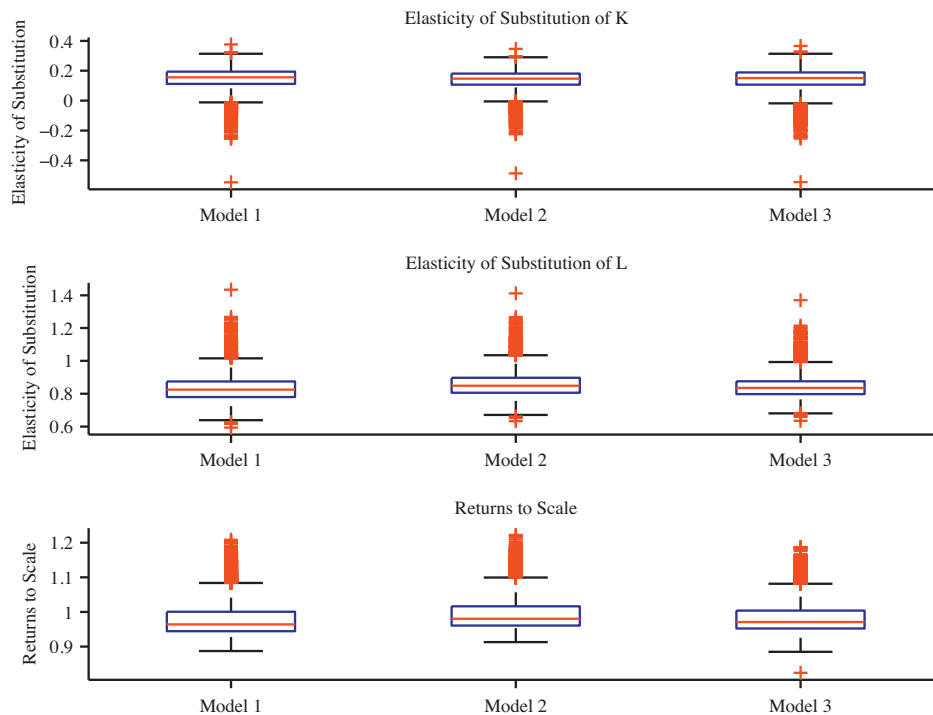 Elasticity of Substitution of K
Elasticity of Substitution
0.4
0.2
0
−0.2
−0.4
Model 1 Model 2 Model 3
Elasticity of Substitution of L
Elasticity of Substitution
1.4
1.2
1
0.8
0.6
Model 1 Model 2 Model 3
Returns to Scale
Returns to Scale
1.2
1.1
1
0.9
Model 1 Model 2 Model 3